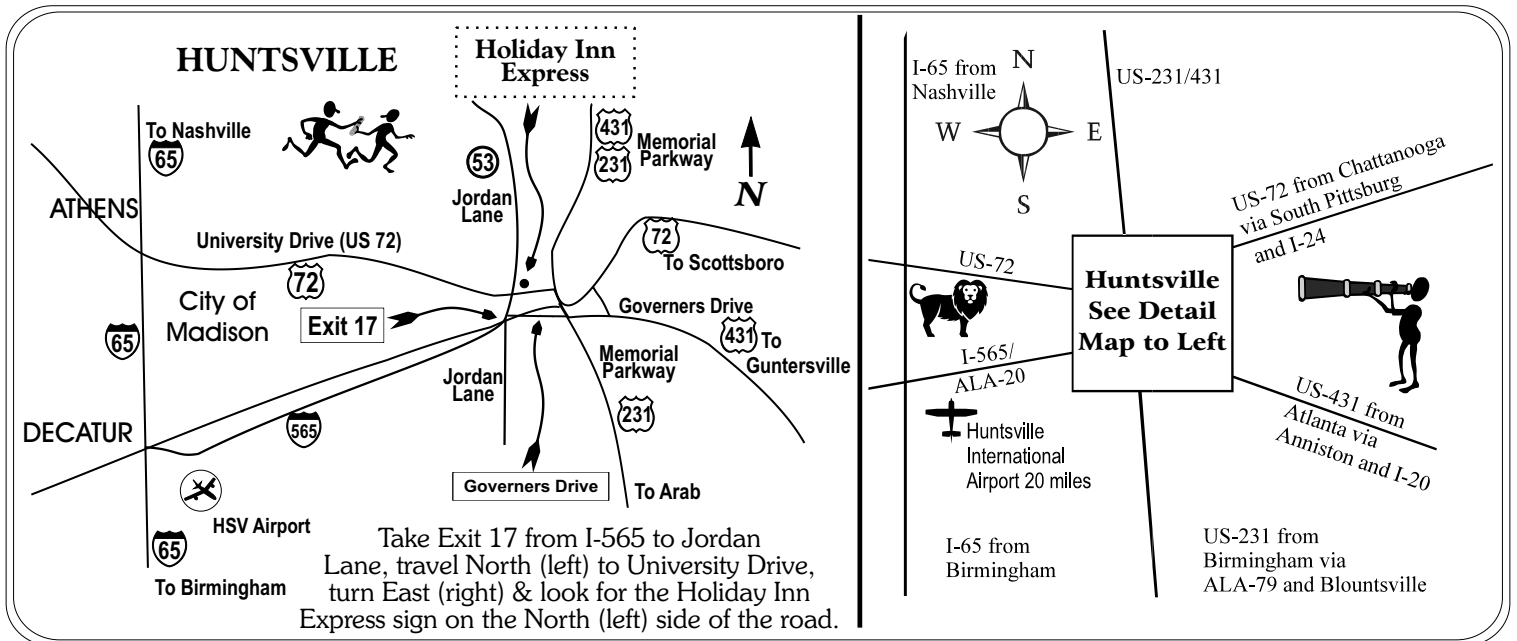 HUNTSVILLE
Holiday Inn
Express
To Nashville
65
53
Jordan
Lane
431
231
Memorial
Parkway
N
ATHENS
University Drive (US 72)
72
72
To Scottsboro
City of
Madison
Exit 17
Governers Drive
65
431
To
Guntersville
Memorial
Parkway
Jordan
Lane
231
DECATUR
565
Governers Drive
To Arab
HSV Airport
65
To Birmingham
Take Exit 17 from I-565 to Jordan
Lane, travel North (left) to University Drive,
turn East (right) & look for the Holiday Inn
Express sign on the North (left) side of the road.
I-65 from
Nashville
N
W
E
S
US-231/431
US-72 from Chattanooga
via South Pittsburg
and I-24
US-72
Huntsville
See Detail
Map to Left
I-565/
ALA-20
US-431 from
Atlanta via
Anniston and I-20
Huntsville
International
Airport 20 miles
I-65 from
Birmingham
US-231 from
Birmingham via
ALA-79 and Blountsville